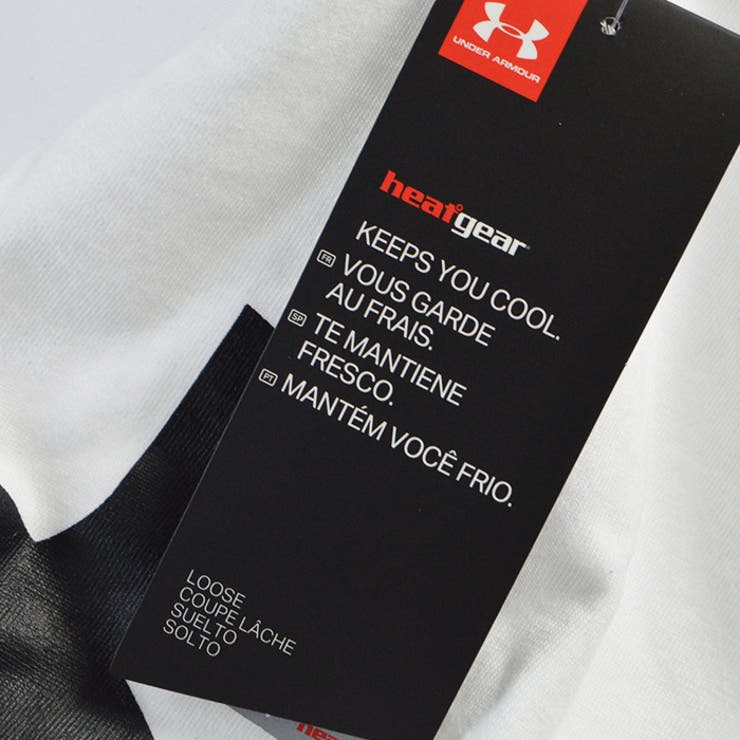 UNDER ARMOUR
heatgear
KEEPS YOU COOL.
FR VOUS GARDE
AU FRAIS.
SP TE MANTIENE
FRESCO.
PT MANTÉM VOCÊ FRIO.
LOOSE
COUPE LÂCHE
SUELTO
SOLTO